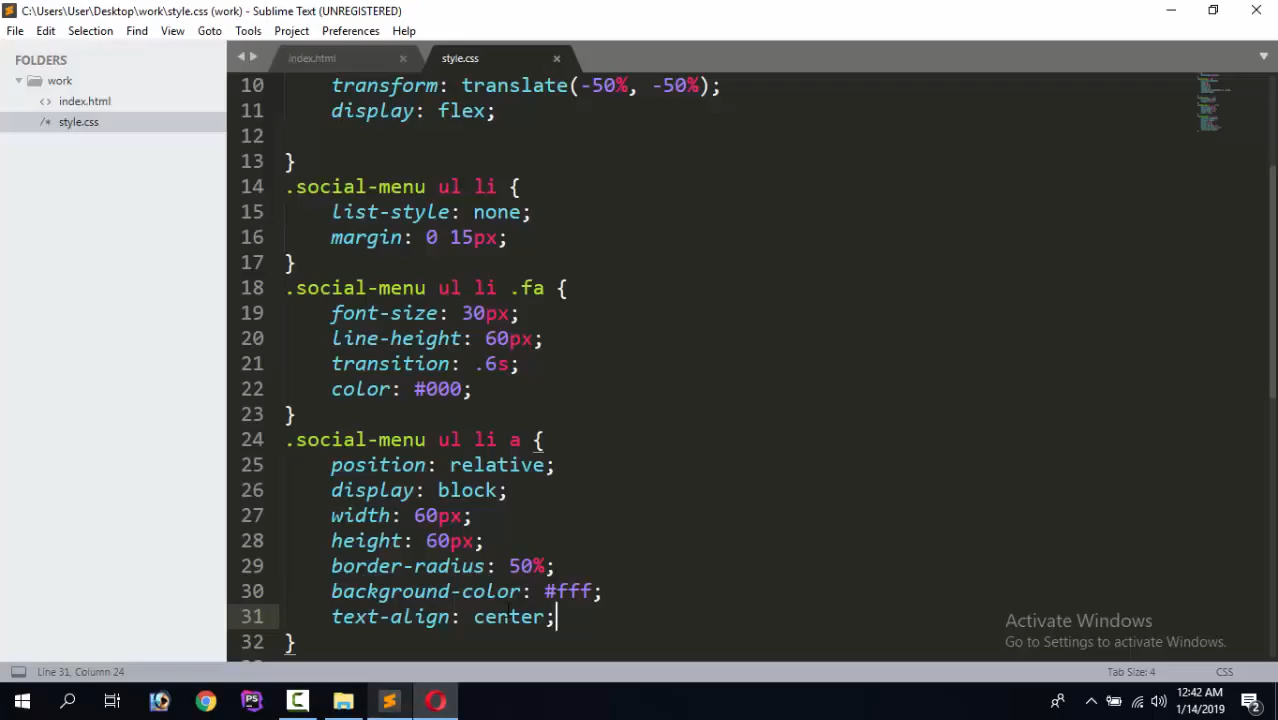 C:\Users\User\Desktop\work\style.css (work) - Sublime Text (UNREGISTERED)
File Edit Selection Find View Goto Tools Project Preferences Help
FOLDERS
work
<> index.html
/* style.css
index.html
style.css
10 transform: translate(-50%, -50%);
11 display: flex;
12
13 }
14 .social-menu ul li {
15 list-style: none;
16 margin: 0 15px;
17 }
18 .social-menu ul li .fa {
19 font-size: 30px;
20 line-height: 60px;
21 transition: .6s;
22 color: #000;
23 }
24 .social-menu ul li a {
25 position: relative;
26 display: block;
27 width: 60px;
28 height: 60px;
29 border-radius: 50%;
30 background-color: #fff;
31 text-align: center;
32 }
Activate Windows
Go to Settings to activate Windows.
Line 31, Column 24
Tab Size: 4
CSS
PS
12:42 AM
1/14/2019
2